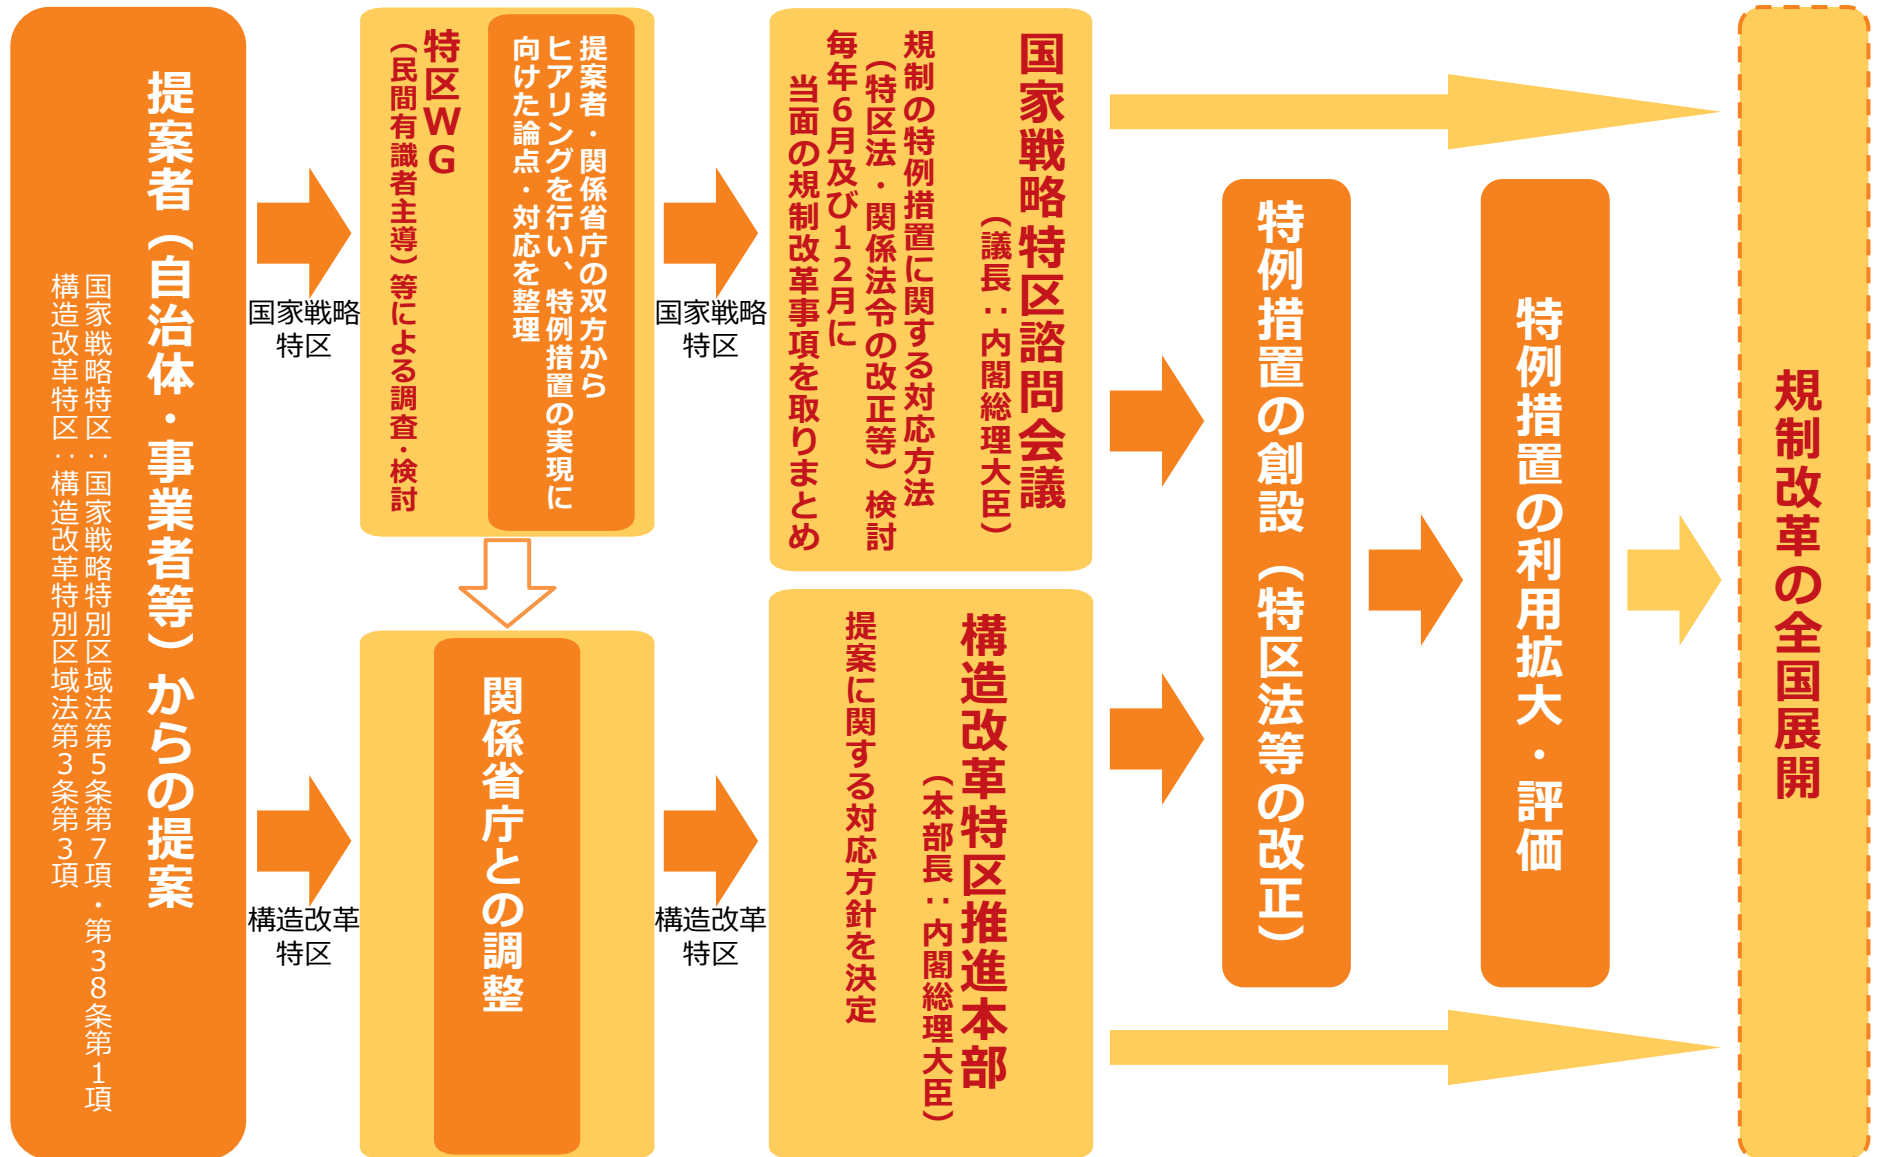 提案者（自治体・事業者等）からの提案
国家戦略特区：国家戦略特別区域法第５条第７項・第３８条第１項
構造改革特区：構造改革特別区域法第３条第３項
国家戦略
特区
構造改革
特区
特区ＷＧ
（民間有識者主導）等による調査・検討
提案者・関係省庁の双方から
ヒアリングを行い、特例措置の実現に
向けた論点・対応を整理
関係省庁との調整
国家戦略
特区
構造改革
特区
国家戦略特区諮問会議
（議長：内閣総理大臣）
規制の特例措置に関する対応方法
（特区法・関係法令の改正等）検討
毎年６月及び１２月に
当面の規制改革事項を取りまとめ
構造改革特区推進本部
（本部長：内閣総理大臣）
提案に関する対応方針を決定
特例措置の創設（特区法等の改正）
特例措置の利用拡大・評価
規制改革の全国展開